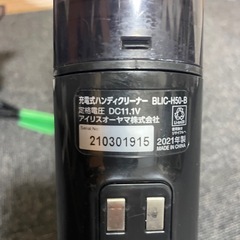 充電式ハンディクリーナー BLIC-H50-B
定格電圧 DC11.1V
アイリスオーヤマ株式会社
210301915
2021年製
MADE IN CHINA